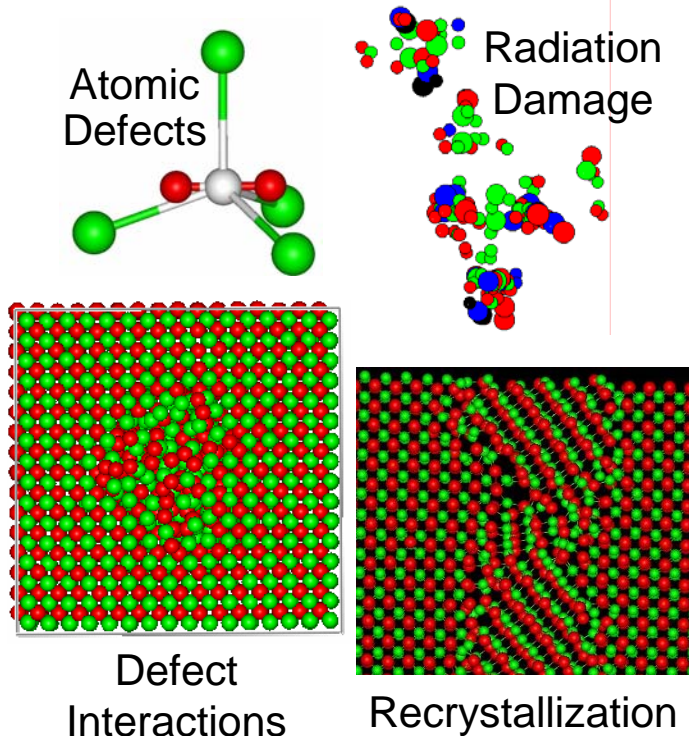 Atomic
Defects
Radiation
Damage
Defect
Interactions
Recrystallization